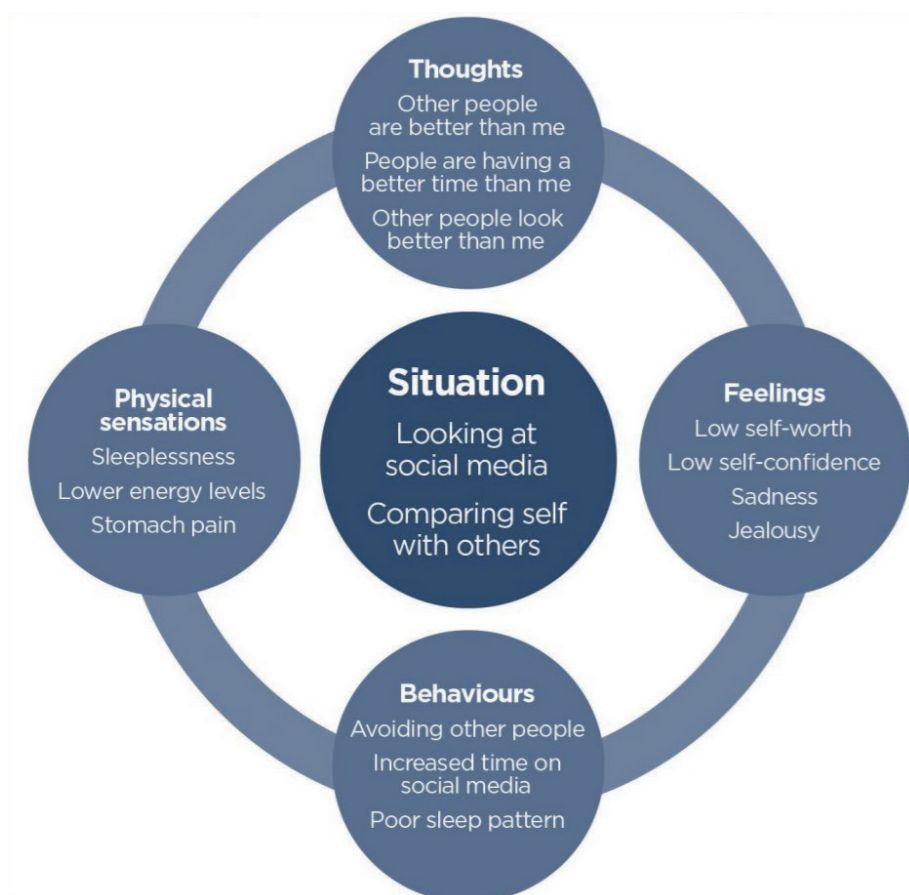 Thoughts
Other people
are better than me
People are having a
better time than me
Other people look
better than me
Situation
Looking at
social media
Comparing self
with others
Physical
sensations
Sleeplessness
Lower energy levels
Stomach pain
Feelings
Low self-worth
Low self-confidence
Sadness
Jealousy
Behaviours
Avoiding other people
Increased time on
social media
Poor sleep pattern